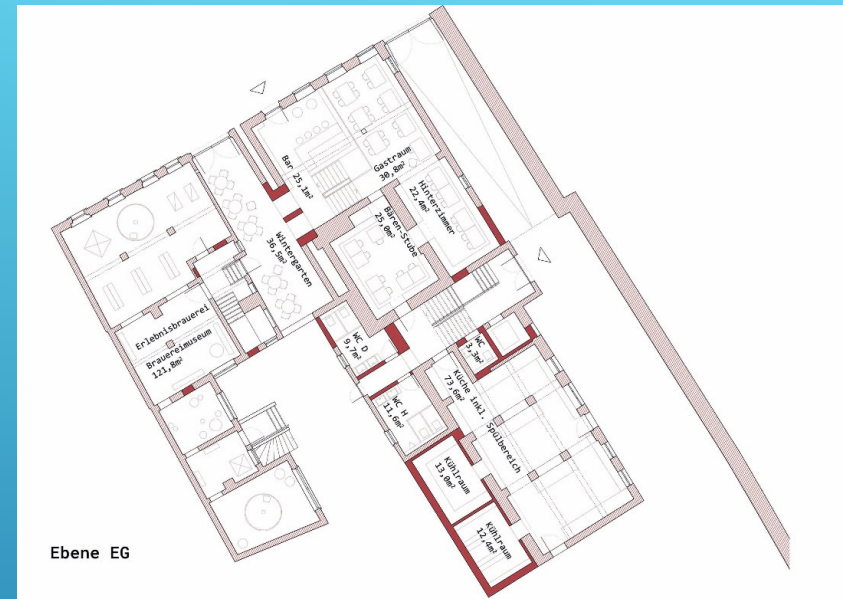 Bar 25,1m²
Gastraum
30,8m²
Hinterzimmer
22,4m²
Bären-Stube
25,0m²
Wintergarten
36,5m²
Erlebnisbrauerei
Brauereimuseum
121,8m²
WC D
9,7m²
WC
3,3m²
WC H
11,6m²
Küche inkl. Spülbereich
73,6m²
Kühlraum
13,0m²
Kühlraum
12,4m²
Ebene EG